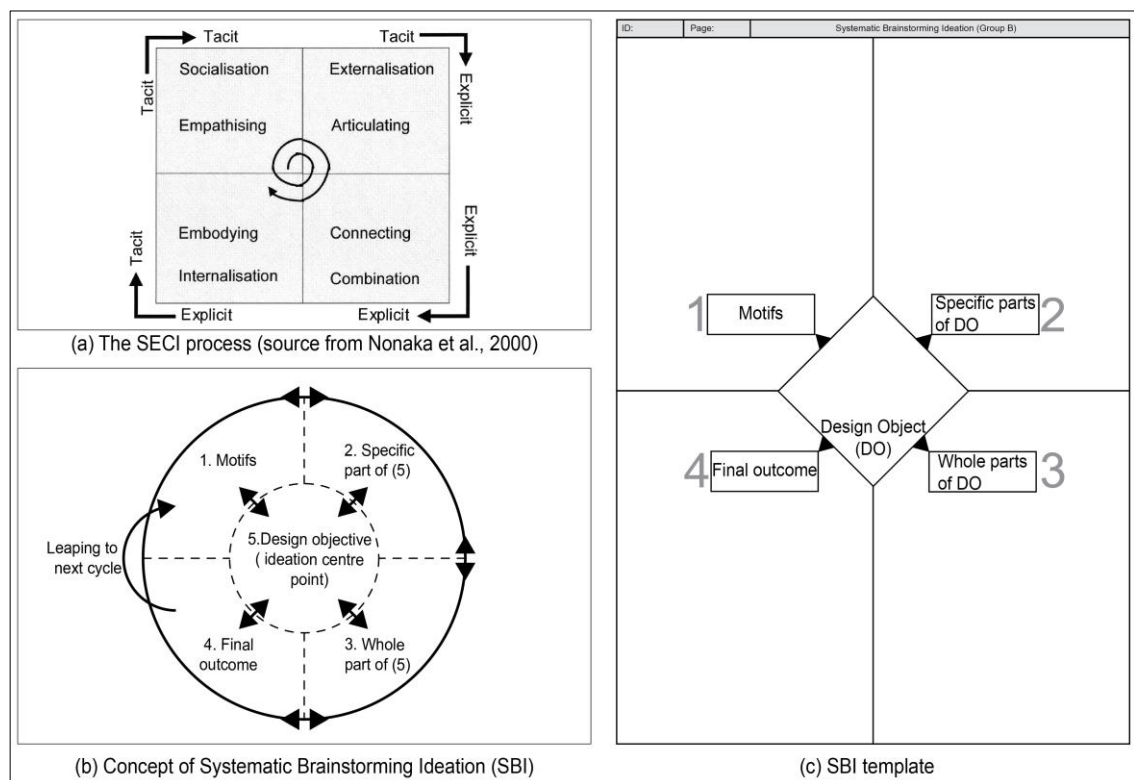 Tacit
Tacit
Tacit
Explicit
Socialisation
Externalisation
Empathising
Articulating
Embodying
Connecting
Internalisation
Combination
Tacit
Explicit
Explicit
Explicit
(a) The SECI process (source from Nonaka et al., 2000)
1. Motifs
2. Specific
part of (5)
5.Design objective
( ideation centre
point)
Leaping to
next cycle
4. Final
outcome
3. Whole
part of (5)
(b) Concept of Systematic Brainstorming Ideation (SBI)
ID:
Page:
Systematic Brainstorming Ideation (Group B)
1
Motifs
Specific parts
of DO
2
Design Object
(DO)
4
Final outcome
Whole parts
of DO
3
(c) SBI template